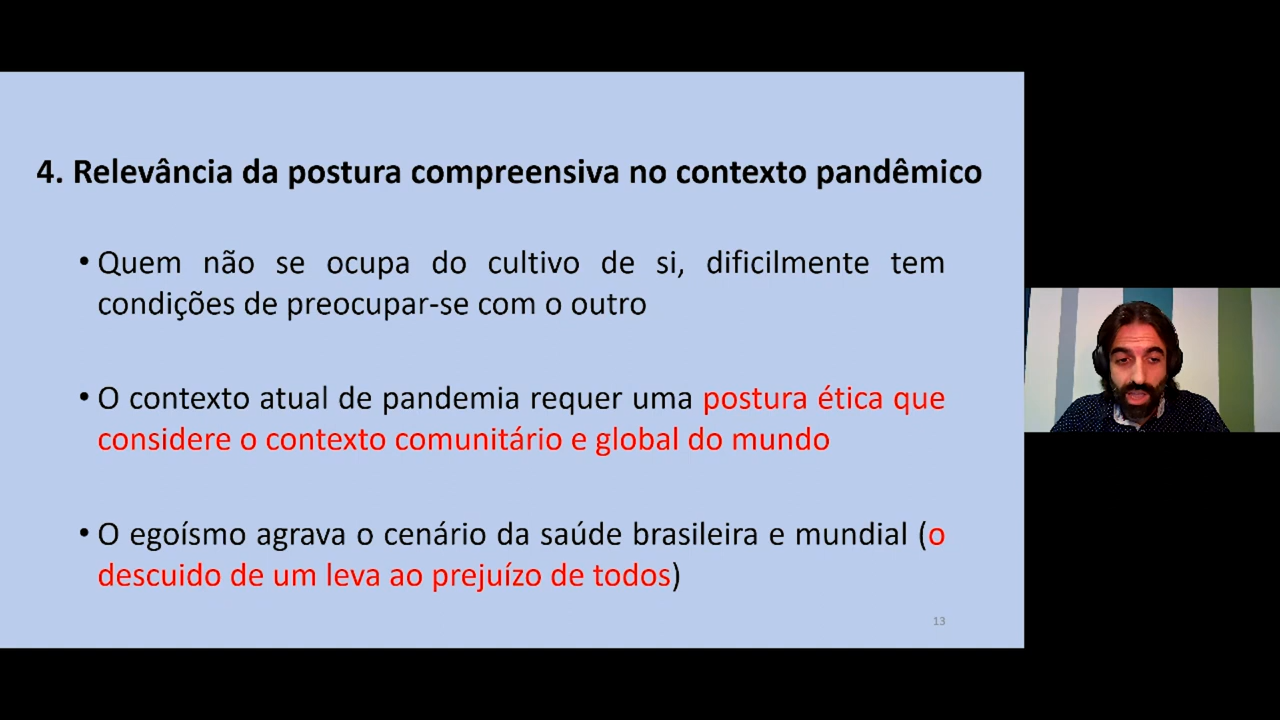 4. Relevância da postura compreensiva no contexto pandêmico
• Quem não se ocupa do cultivo de si, dificilmente tem
condições de preocupar-se com o outro
• O contexto atual de pandemia requer uma postura ética que
considere o contexto comunitário e global do mundo
• O egoísmo agrava o cenário da saúde brasileira e mundial (o
descuido de um leva ao prejuízo de todos)
13